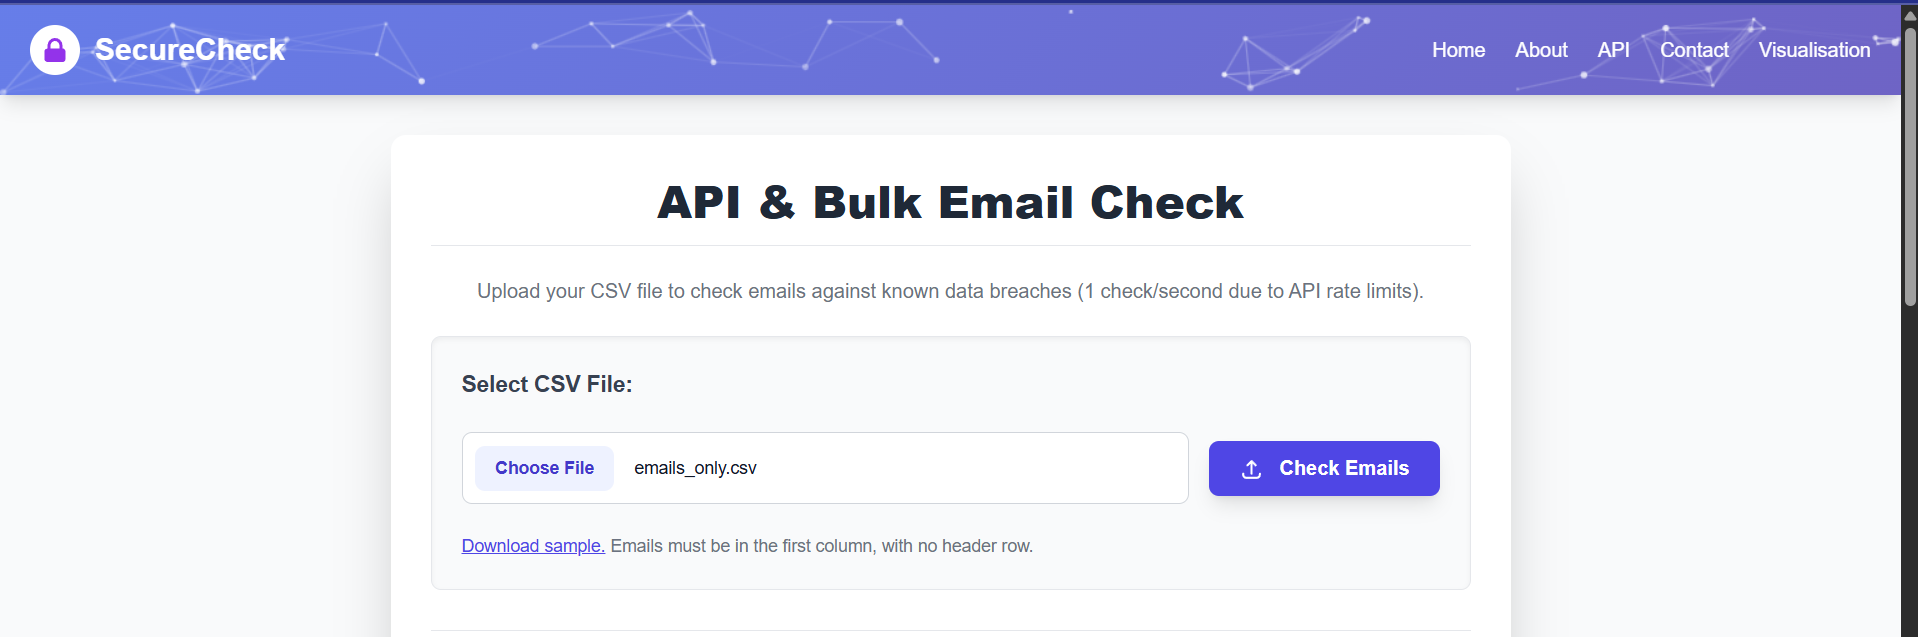 SecureCheck
Home About API Contact Visualisation
API & Bulk Email Check
Upload your CSV file to check emails against known data breaches (1 check/second due to API rate limits).
Select CSV File:
Choose File emails_only.csv
Check Emails
Download sample. Emails must be in the first column, with no header row.